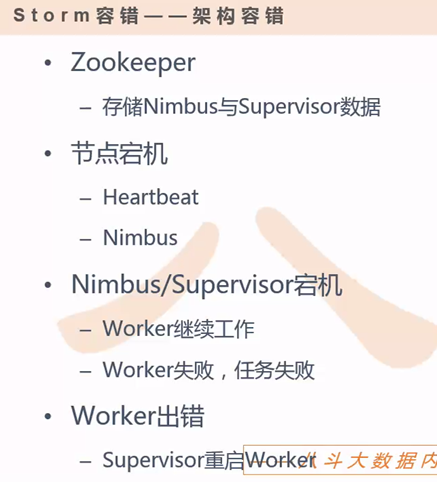 Storm容错——架构容错
• Zookeeper
– 存储Nimbus与Supervisor数据
• 节点宕机
– Heartbeat
– Nimbus
• Nimbus/Supervisor宕机
– Worker继续工作
– Worker失败，任务失败
• Worker出错
– Supervisor重启Worker
八斗大数据内